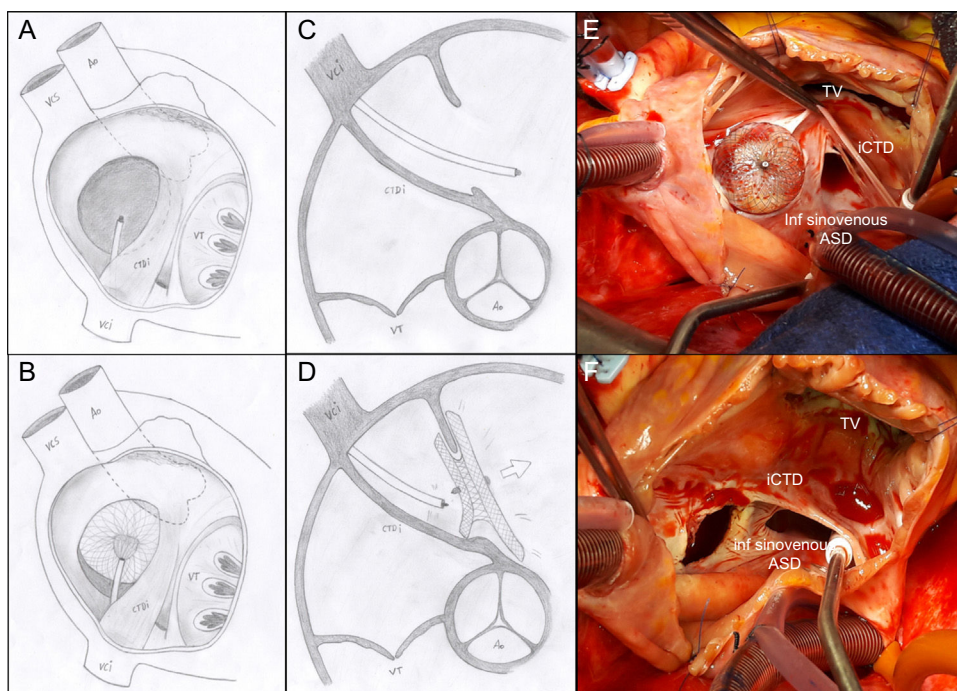 A
VCS
Ao
VT
CTDi
VCi
B
VCS
Ao
VT
CTDi
VCi
C
VCi
CTDi
Ao
VT
D
VCi
CTDi
Ao
VT
E
TV
iCTD
Inf sinovenous
ASD
F
TV
iCTD
inf sinovenous
ASD